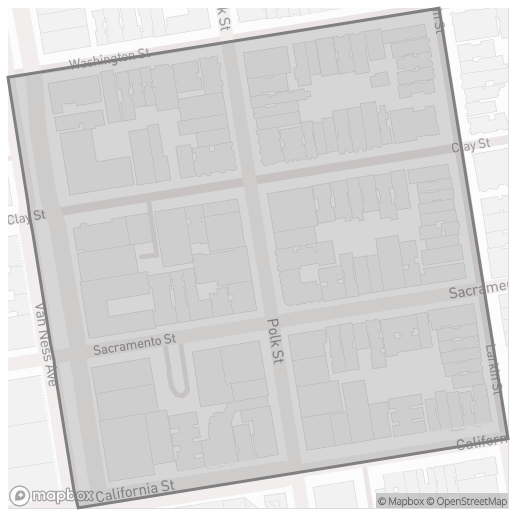 k St
n St
Washington St
Clay St
Clay St
Van Ness Ave
Polk St
Sacrame
Sacramento St
Larkin St
Californ
California St
mapbox
© Mapbox © OpenStreetMap